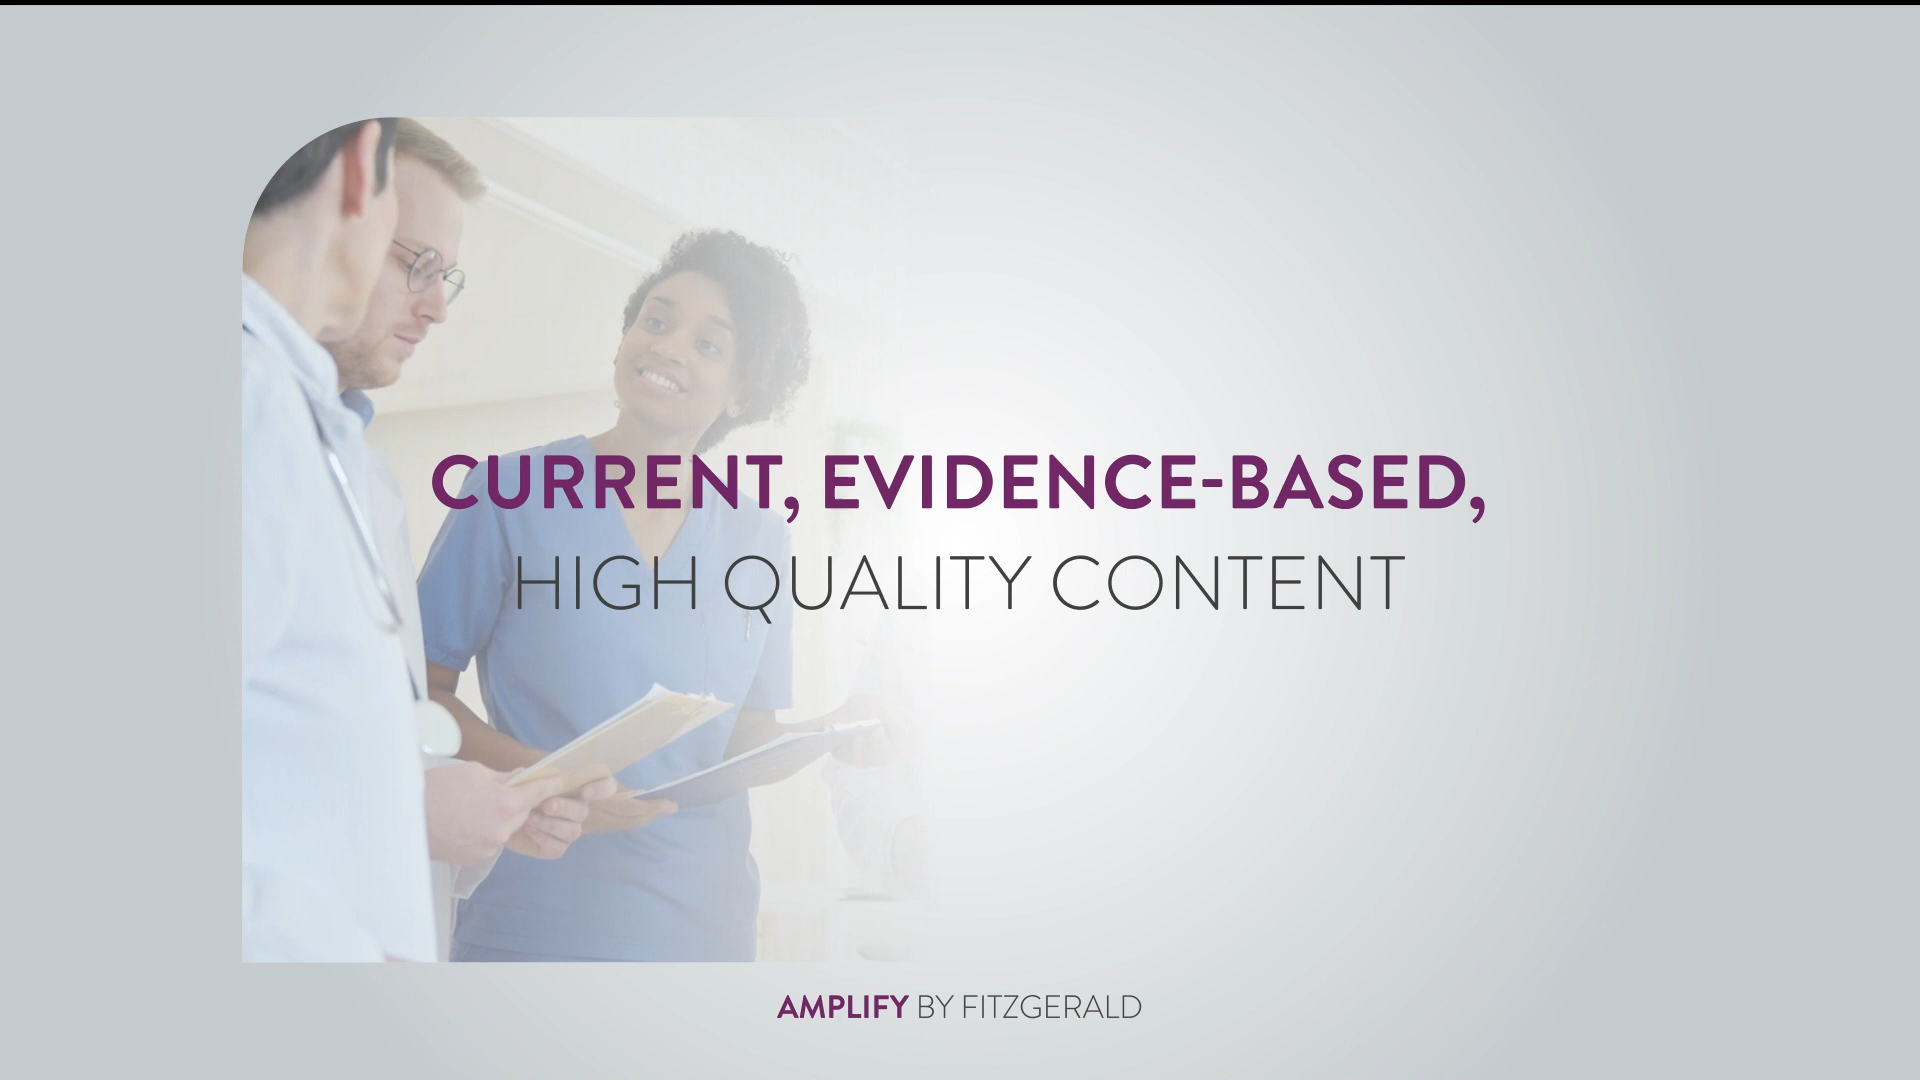 CURRENT, EVIDENCE-BASED,
HIGH QUALITY CONTENT
AMPLIFY BY FITZGERALD